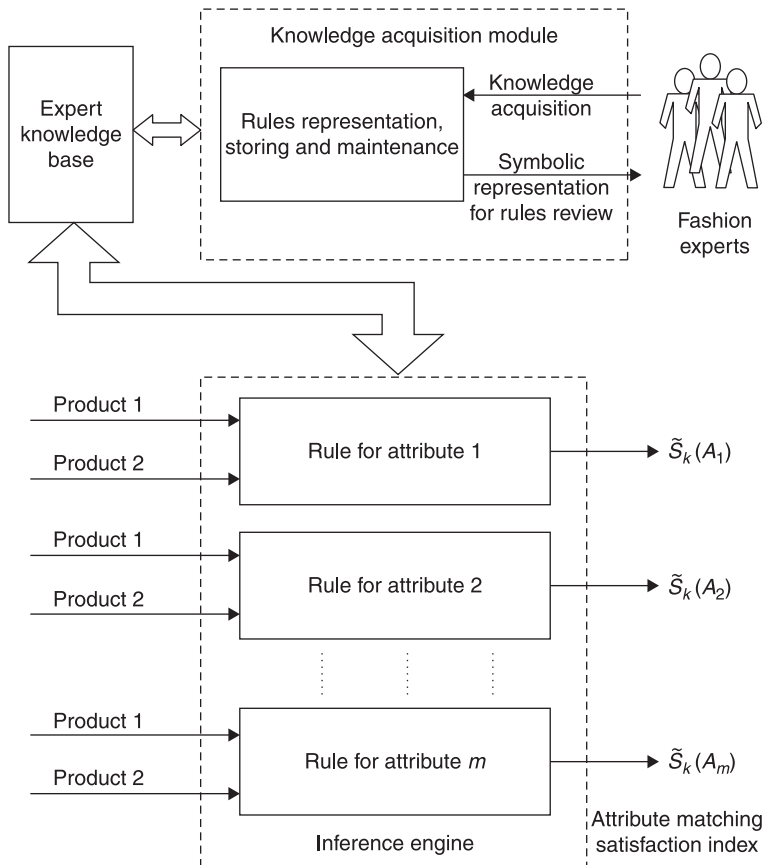 Knowledge acquisition module
Expert
knowledge
base
Rules representation,
storing and maintenance
Knowledge
acquisition
Symbolic
representation
for rules review
Fashion
experts
Product 1
Product 2
Rule for attribute 1
S̃ₖ(A₁)
Product 1
Product 2
Rule for attribute 2
S̃ₖ(A₂)
Product 1
Product 2
Rule for attribute m
S̃ₖ(Aₘ)
Inference engine
Attribute matching
satisfaction index